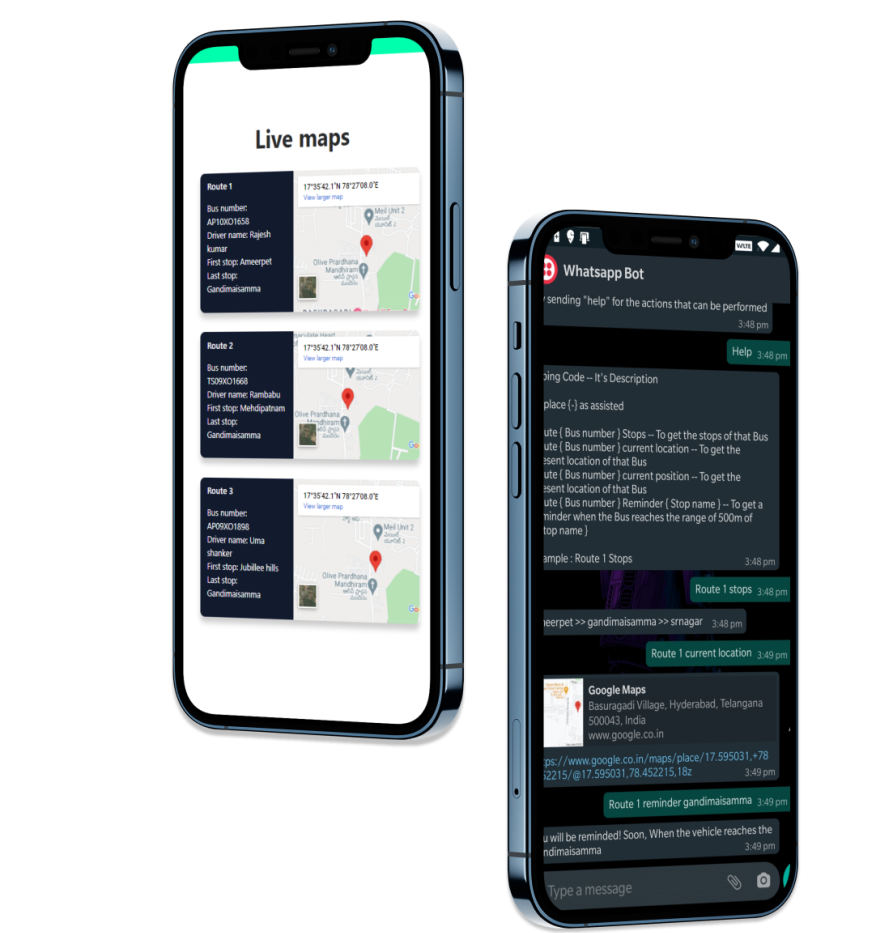 Live maps
Route 1
Bus number:
AP10XO1658
Driver name: Rajesh
kumar
First stop: Ameerpet
Last stop:
Gandimaisamma
17°35'42.1"N 78°27'08.0"E
View larger map
Meil Unit 2
Olive Pradhana
Mandhiram
Route 2
Bus number:
TS09XO1668
Driver name: Rambabu
First stop: Mehdipatnam
Last stop:
Gandimaisamma
17°35'42.1"N 78°27'08.0"E
View larger map
Olive Prardhana
Mandhiram
Route 3
Bus number:
AP09XO1898
Driver name: Uma
shanker
First stop: Jubillee hills
Last stop:
Gandimaisamma
17°35'42.1"N 78°27'08.0"E
View larger map
Meil Unit 2
Olive Prardhana
Mandhiram
VoLTE
Whatsapp Bot
sending "help" for the actions that can be performed
3:48 pm
Help 3:48 pm
ping Code -- It's Description
place {-} as assisted
ute { Bus number } Stops -- To get the stops of that Bus
ute { Bus number } current location -- To get the
esent location of that Bus
ute { Bus number } current position -- To get the
esent location of that Bus
ute { Bus number } Reminder { Stop name } -- To get a
minder when the Bus reaches the range of 500m of
top name }
ample : Route 1 Stops 3:48 pm
Route 1 stops 3:48 pm
eerpet >> gandimaisamma >> srnagar 3:48 pm
Route 1 current location 3:49 pm
Google Maps
Basuragadi Village, Hyderabad, Telangana
500043, India
www.google.co.in
ps://www.google.co.in/maps/place/17.595031,+78
52215/@17.595031,78.452215,18z 3:49 pm
Route 1 reminder gandimaisamma 3:49 pm
u will be reminded! Soon, When the vehicle reaches the
ndimaisamma 3:49 pm
Type a message